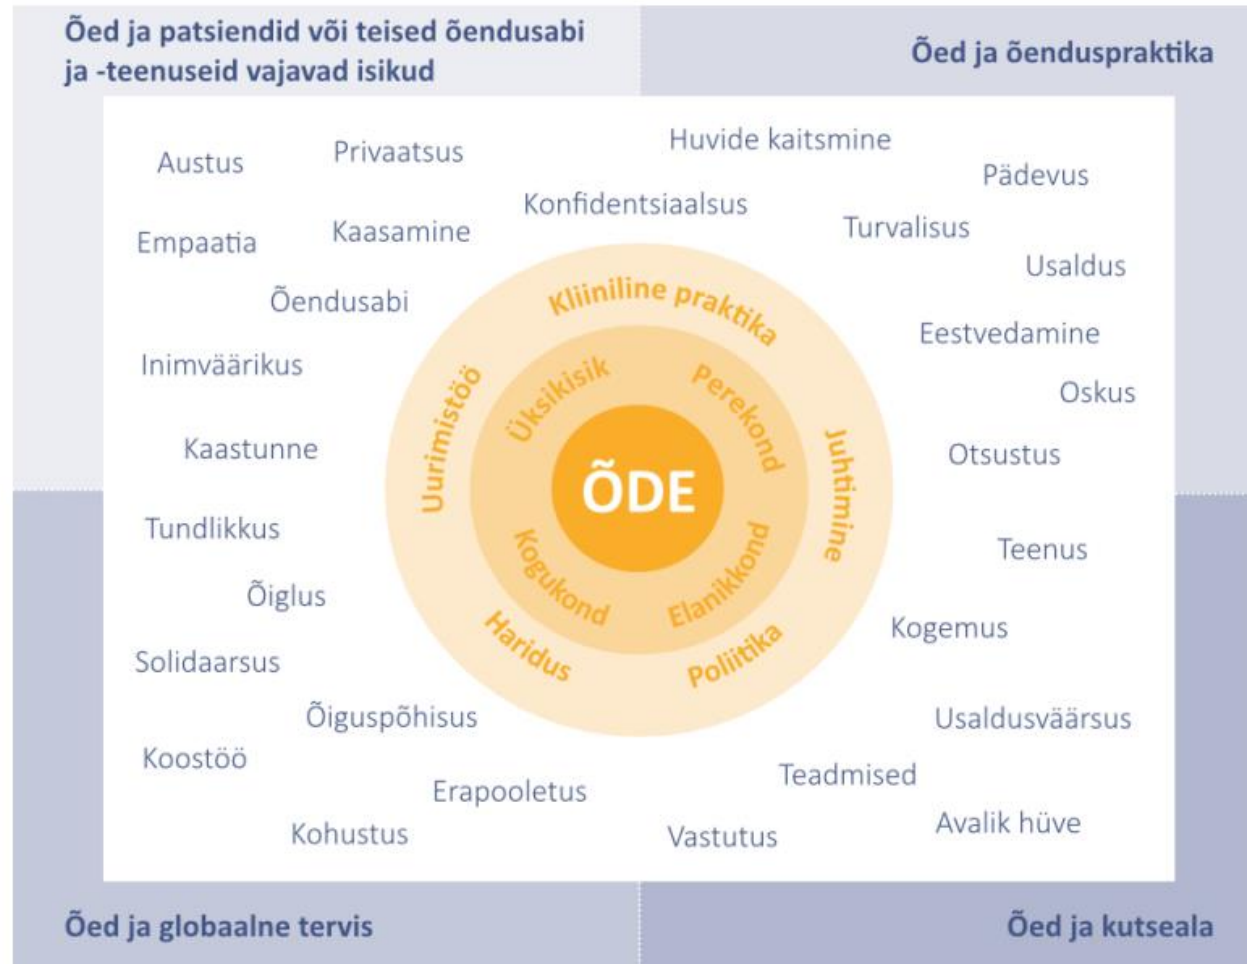 Õed ja patsiendid või teised õendusabi
ja -teenuseid vajavad isikud
Õed ja õenduspraktika
Austus
Privaatsus
Huvide kaitsmine
Pädevus
Empaatia
Kaasamine
Konfidentsiaalsus
Turvalisus
Usaldus
Õendusabi
Eestvedamine
Inimväärikus
Oskus
Kaastunne
Otsustus
Tundlikkus
Teenus
Õiglus
Kogemus
Solidaarsus
Õiguspõhisus
Usaldusväärsus
Koostöö
Erapooletus
Teadmised
Kohustus
Vastutus
Avalik hüve
Kliiniline praktika
Uurimistöö
Juhtimine
Haridus
Poliitika
Üksikisik
Perekond
Kogukond
Elanikkond
ÕDE
Õed ja globaalne tervis
Õed ja kutseala